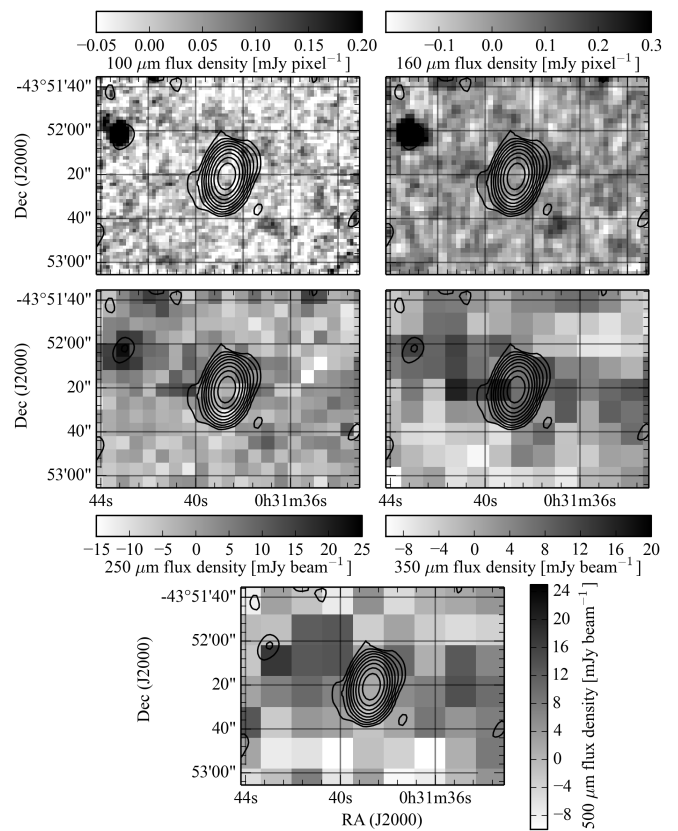 −0.05 0.00 0.05 0.10 0.15 0.20
100 μm flux density [mJy pixel⁻¹]
−0.1 0.0 0.1 0.2 0.3
160 μm flux density [mJy pixel⁻¹]
-43°51'40"
52'00"
20"
40"
53'00"
Dec (J2000)
-43°51'40"
52'00"
20"
40"
53'00"
Dec (J2000)
44s 40s 0h31m36s
44s 40s 0h31m36s
−15 −10 −5 0 5 10 15 20 25
250 μm flux density [mJy beam⁻¹]
−8 −4 0 4 8 12 16 20
350 μm flux density [mJy beam⁻¹]
-43°51'40"
52'00"
20"
40"
53'00"
Dec (J2000)
44s 40s 0h31m36s
RA (J2000)
24
20
16
12
8
4
0
−4
−8
500 μm flux density [mJy beam⁻¹]